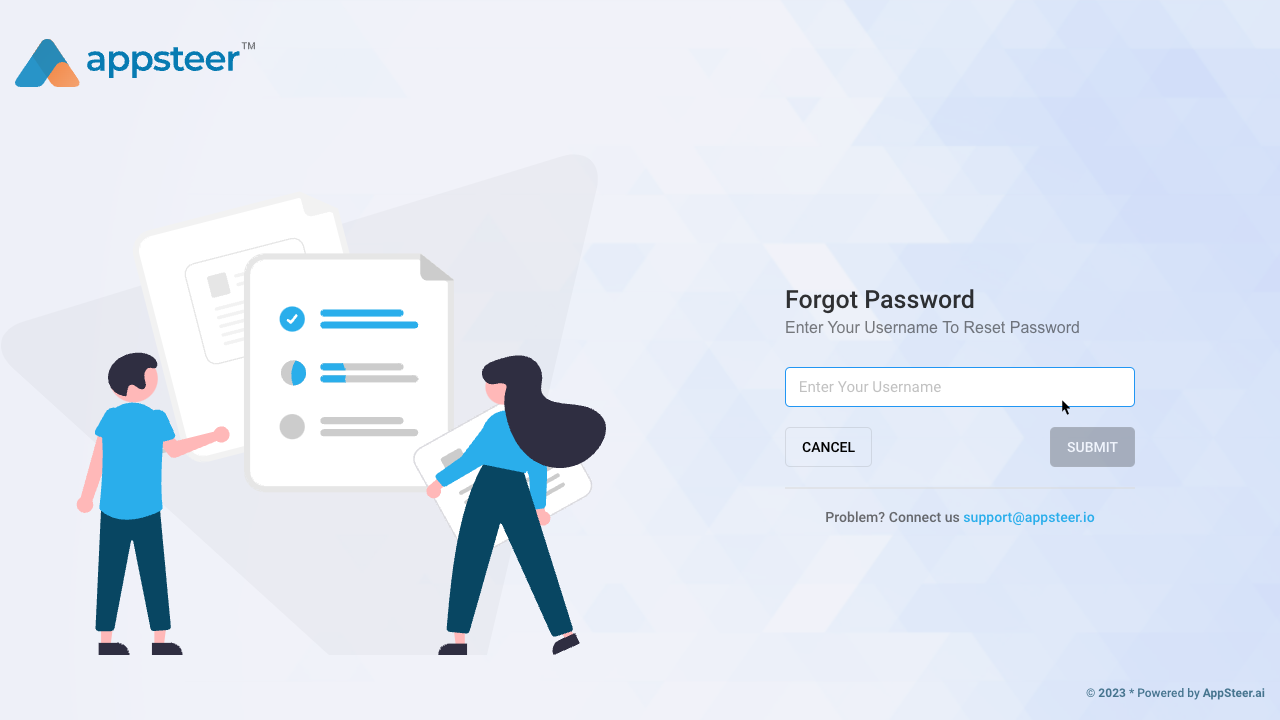 appsteer™
Forgot Password
Enter Your Username To Reset Password
Enter Your Username
CANCEL
SUBMIT
Problem? Connect us support@appsteer.io
© 2023 * Powered by AppSteer.ai